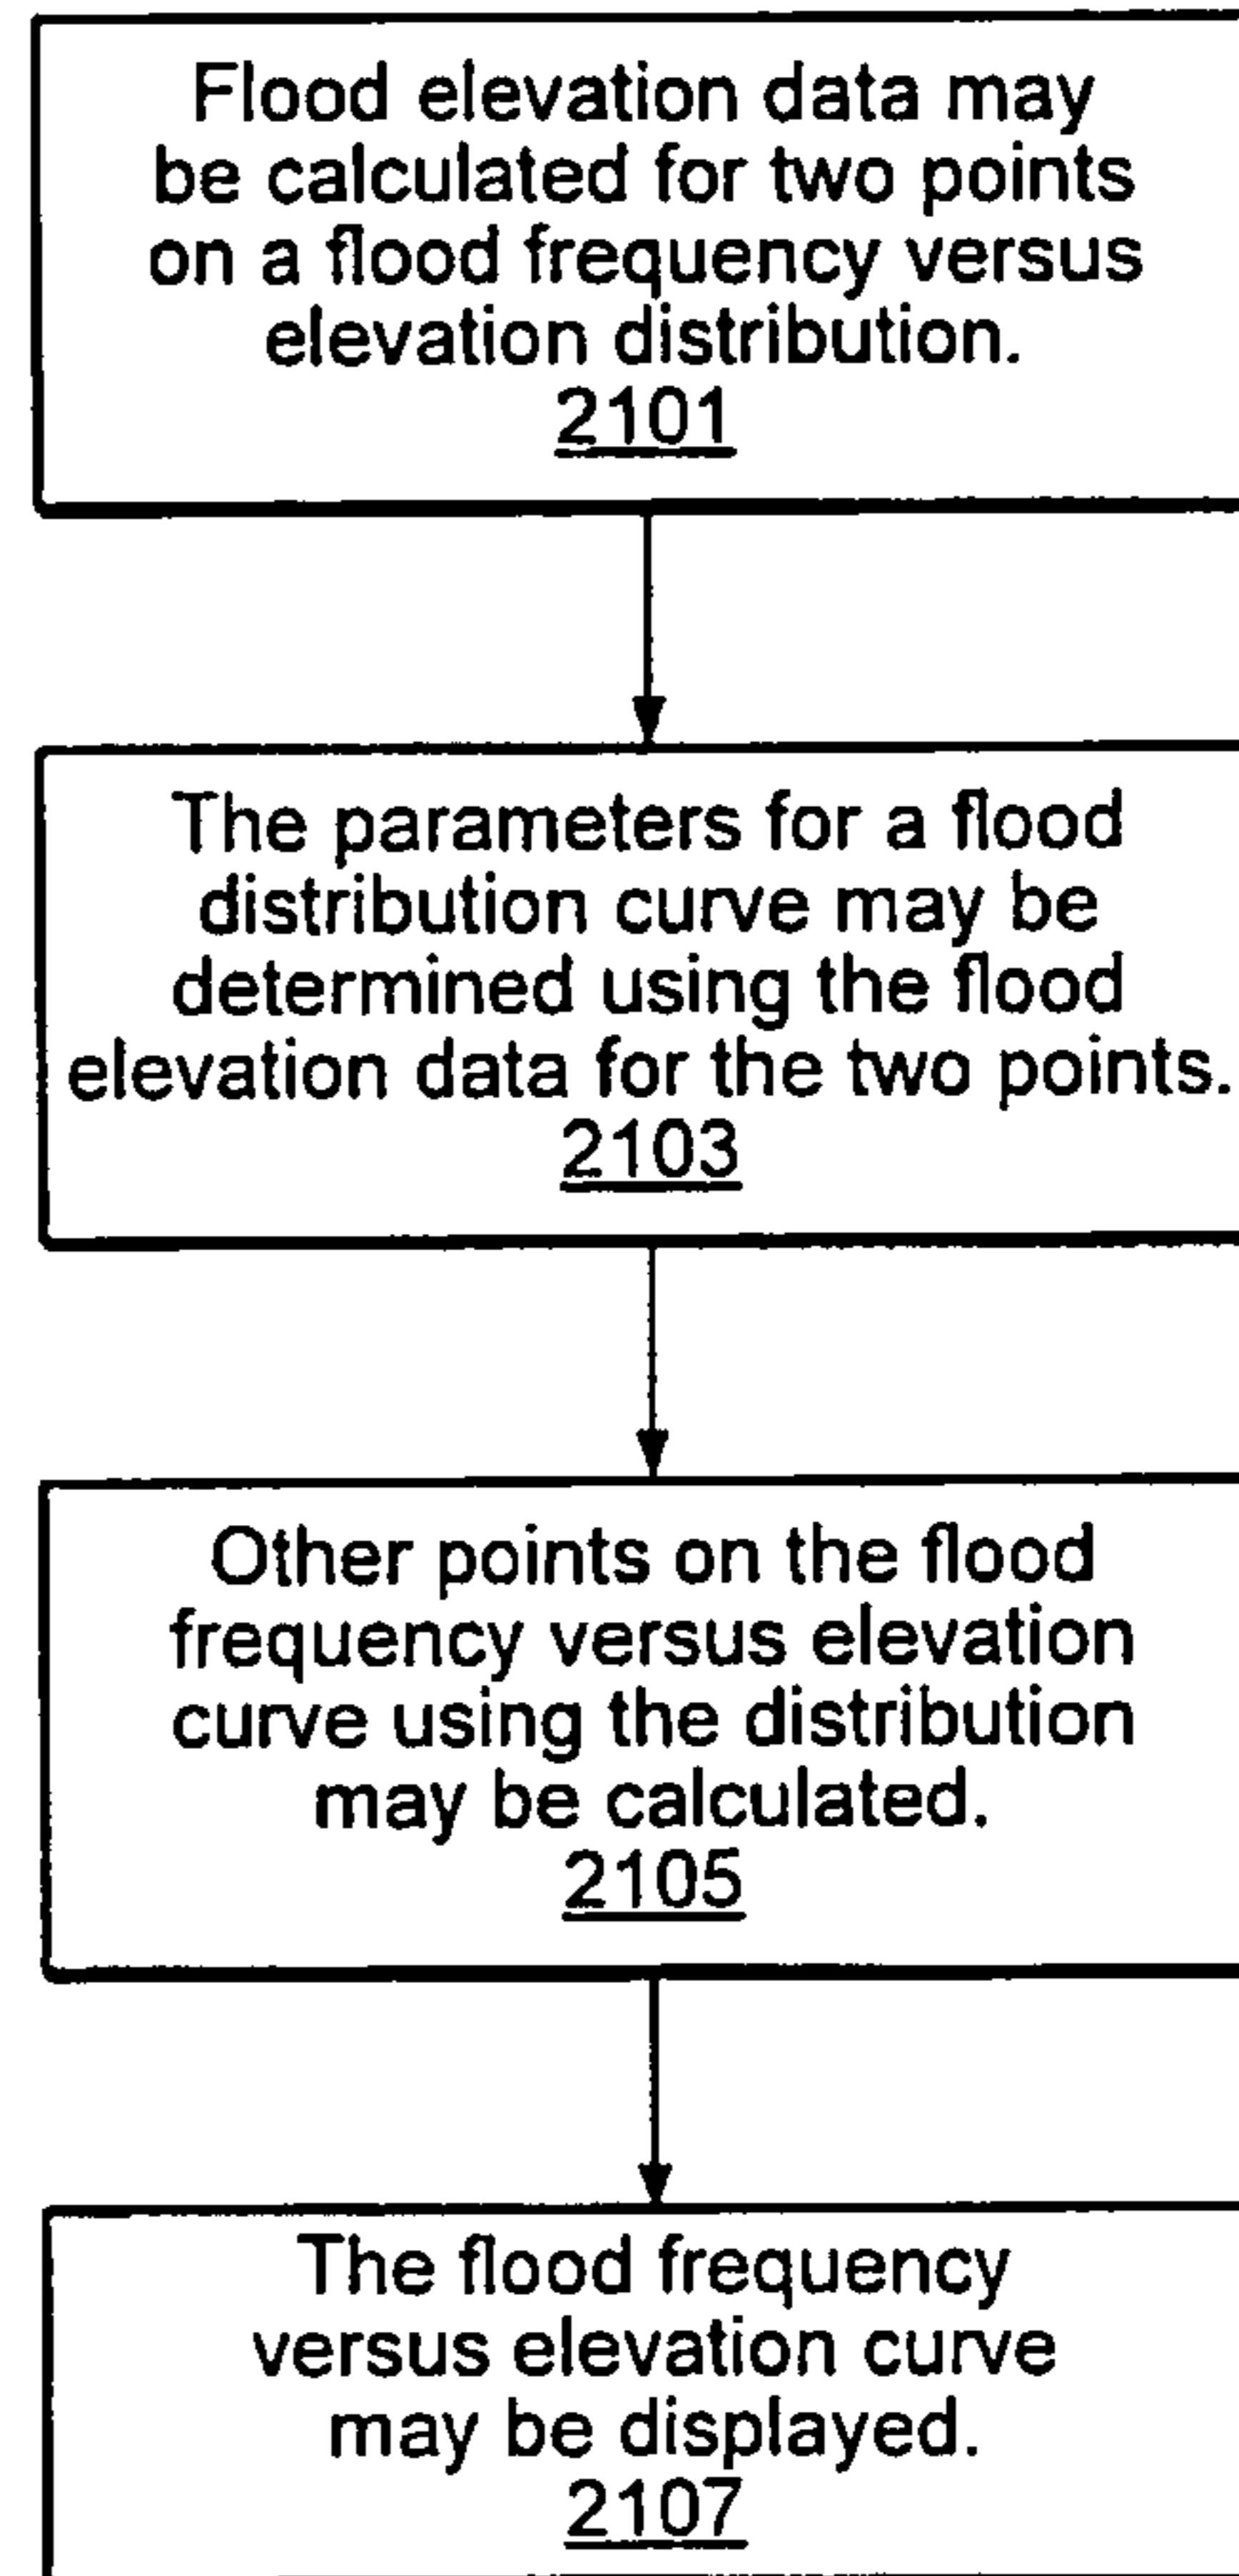 Flood elevation data may
be calculated for two points
on a flood frequency versus
elevation distribution.
2101
The parameters for a flood
distribution curve may be
determined using the flood
elevation data for the two points.
2103
Other points on the flood
frequency versus elevation
curve using the distribution
may be calculated.
2105
The flood frequency
versus elevation curve
may be displayed.
2107